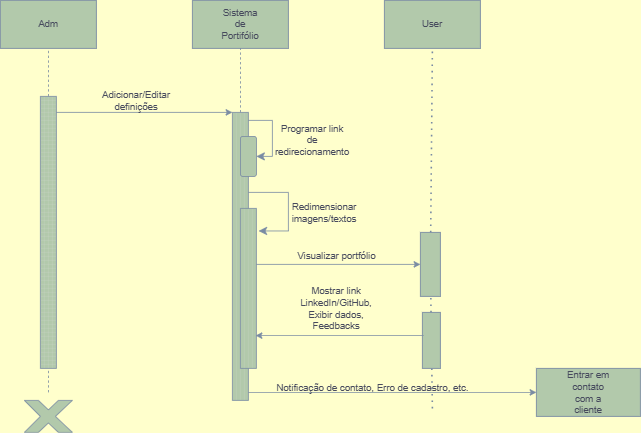 Adm
Sistema
de
Portifólio
User
Adicionar/Editar
definições
Programar link
de
redirecionamento
Redimensionar
imagens/textos
Visualizar portfólio
Mostrar link
LinkedIn/GitHub,
Exibir dados,
Feedbacks
Notificação de contato, Erro de cadastro, etc.
Entrar em
contato
com a
cliente